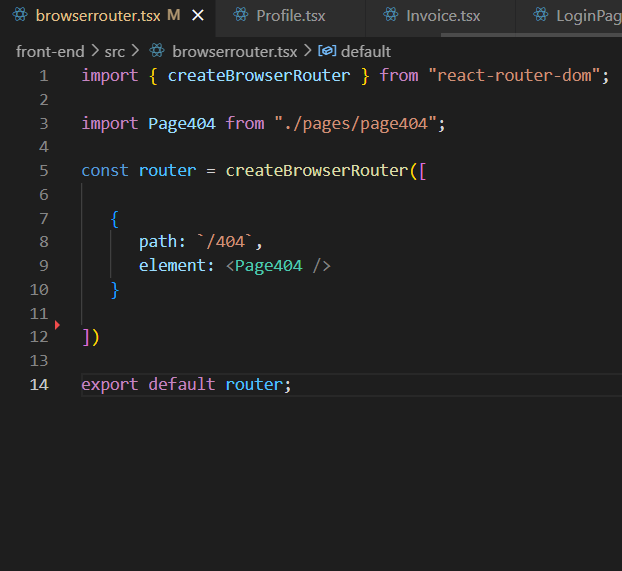 browserrouter.tsx M Profile.tsx Invoice.tsx LoginPag
front-end > src > browserrouter.tsx > default
1 import { createBrowserRouter } from "react-router-dom";
2
3 import Page404 from "./pages/page404";
4
5 const router = createBrowserRouter([
6
7 {
8 path: `/404`,
9 element: <Page404 />
10 }
11
12 ])
13
14 export default router;